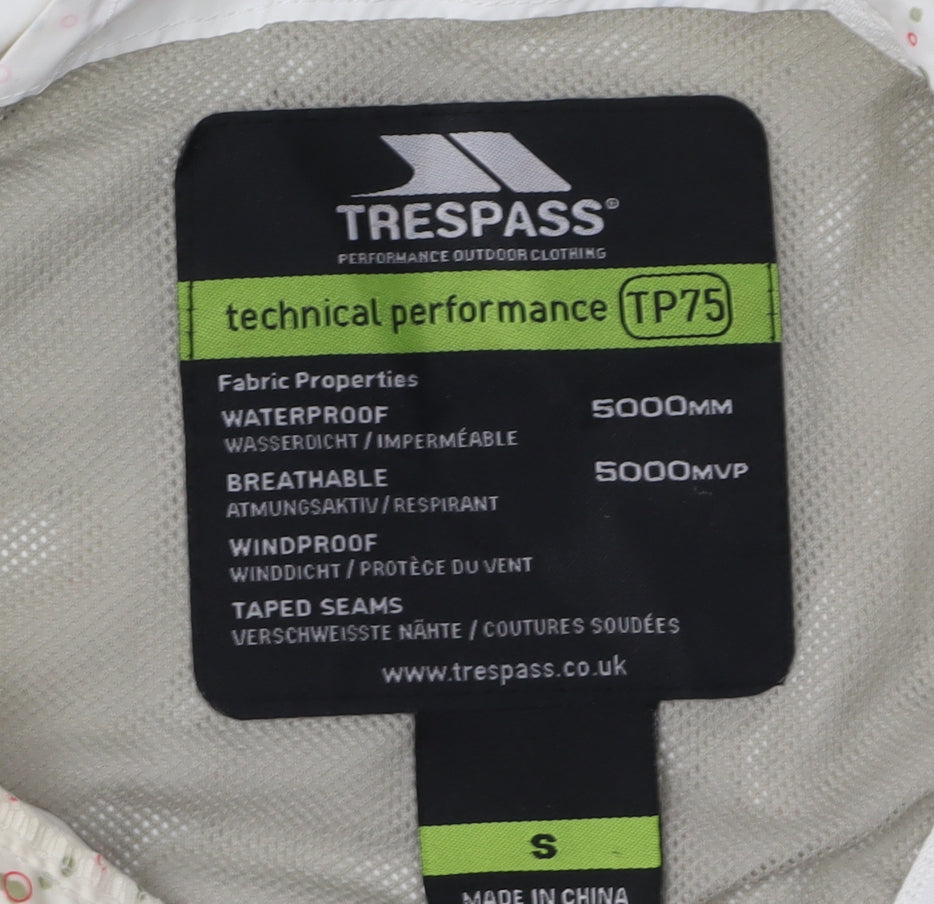 TRESPASS®
PERFORMANCE OUTDOOR CLOTHING
technical performance TP75
Fabric Properties
WATERPROOF 5000MM
WASSERDICHT / IMPERMÉABLE
BREATHABLE 5000MVP
ATMUNGSAKTIV / RESPIRANT
WINDPROOF
WINDDICHT / PROTÈGE DU VENT
TAPED SEAMS
VERSCHWEISSTE NÄHTE / COUTURES SOUDÉES
www.trespass.co.uk
S
MADE IN CHINA